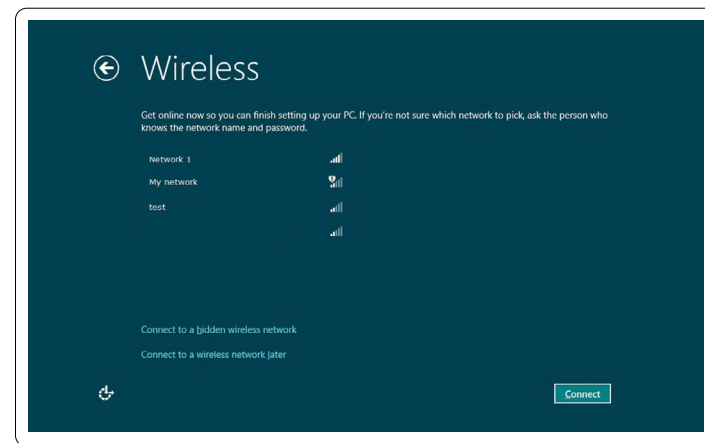 Wireless
Get online now so you can finish setting up your PC. If you're not sure which network to pick, ask the person who
knows the network name and password.
Network 1
My network
test
Connect to a hidden wireless network
Connect to a wireless network later
Connect